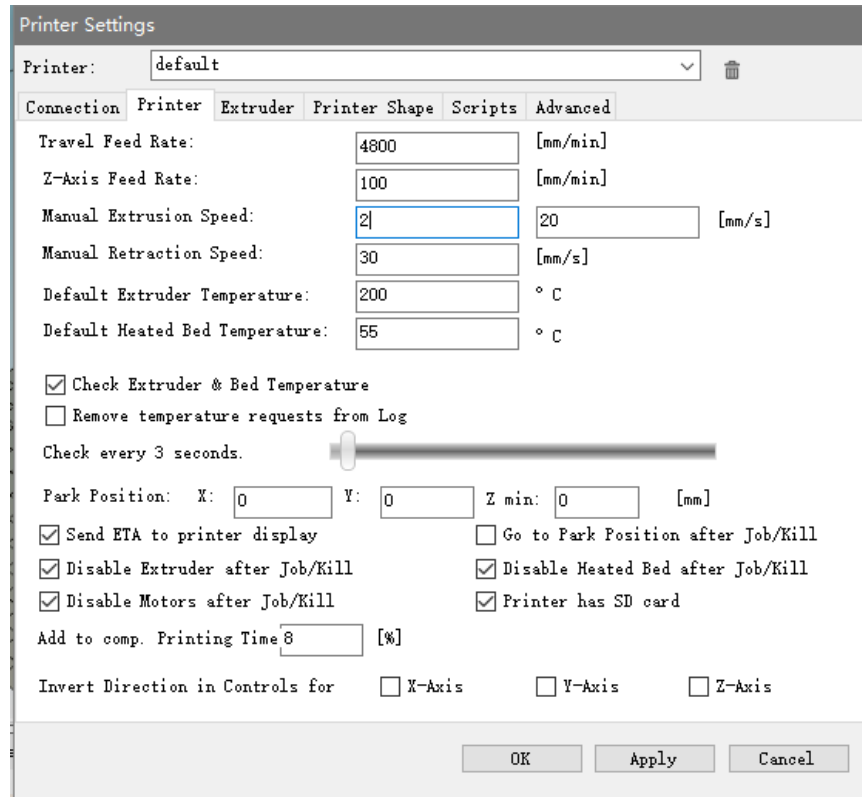 Printer Settings
Printer: default
Connection Printer Extruder Printer Shape Scripts Advanced
Travel Feed Rate: 4800 [mm/min]
Z-Axis Feed Rate: 100 [mm/min]
Manual Extrusion Speed: 2 20 [mm/s]
Manual Retraction Speed: 30 [mm/s]
Default Extruder Temperature: 200 ° C
Default Heated Bed Temperature: 55 ° C
Check Extruder & Bed Temperature
Remove temperature requests from Log
Check every 3 seconds.
Park Position: X: 0 Y: 0 Z min: 0 [mm]
Send ETA to printer display Go to Park Position after Job/Kill
Disable Extruder after Job/Kill Disable Heated Bed after Job/Kill
Disable Motors after Job/Kill Printer has SD card
Add to comp. Printing Time 8 [%]
Invert Direction in Controls for X-Axis Y-Axis Z-Axis
OK Apply Cancel